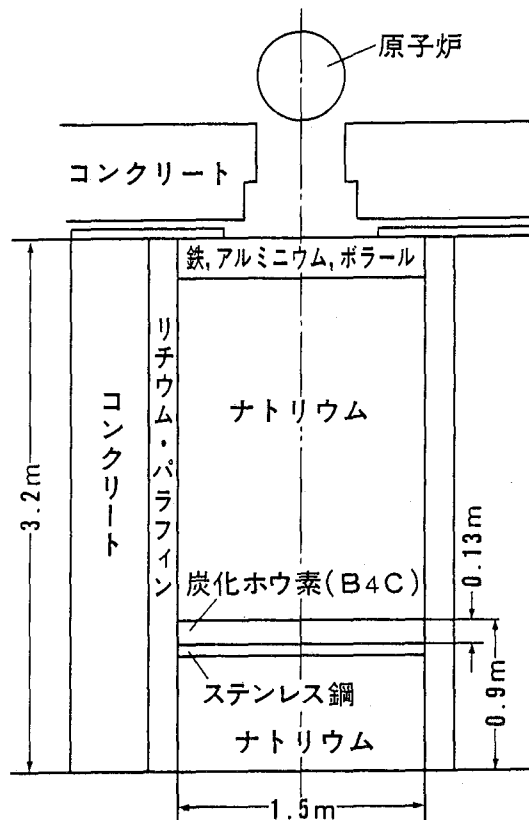 原子炉
コンクリート
鉄,アルミニウム,ボラール
リチウム・パラフィン
コンクリート
ナトリウム
3.2m
0.13m
炭化ホウ素(B4C)
ステンレス鋼
0.9m
ナトリウム
1.5m